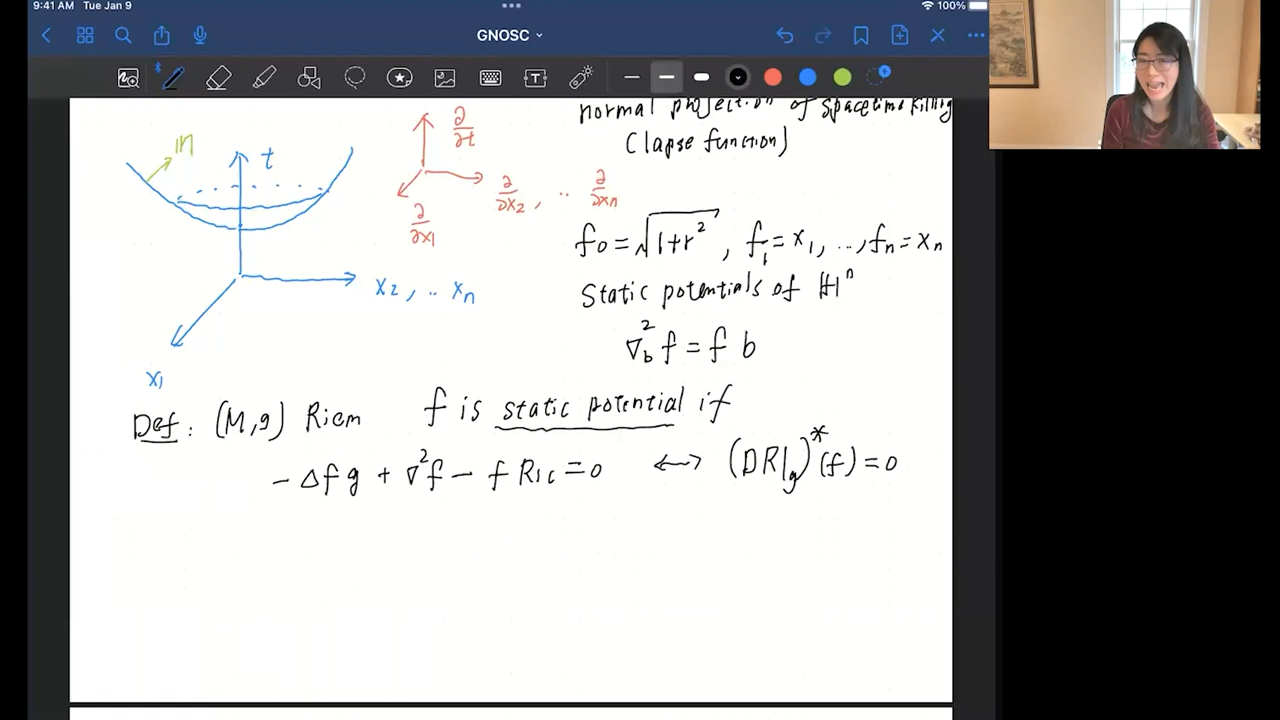 9:41 AM Tue Jan 9
100%
GNOSC
normal projection of spacetime killing
(lapse function)
n
t
∂/∂t
∂/∂x2, .. ∂/∂xn
∂/∂x1
x2, .. xn
x1
f0 = √(1+r²), f1 = x1, ..., fn = xn
Static potentials of ℍⁿ
∇²_b f = f b
Def: (M,g) Riem f is static potential if
-Δf g + ∇²f - f Ric = 0 ⟷ (DR|g)*(f) = 0